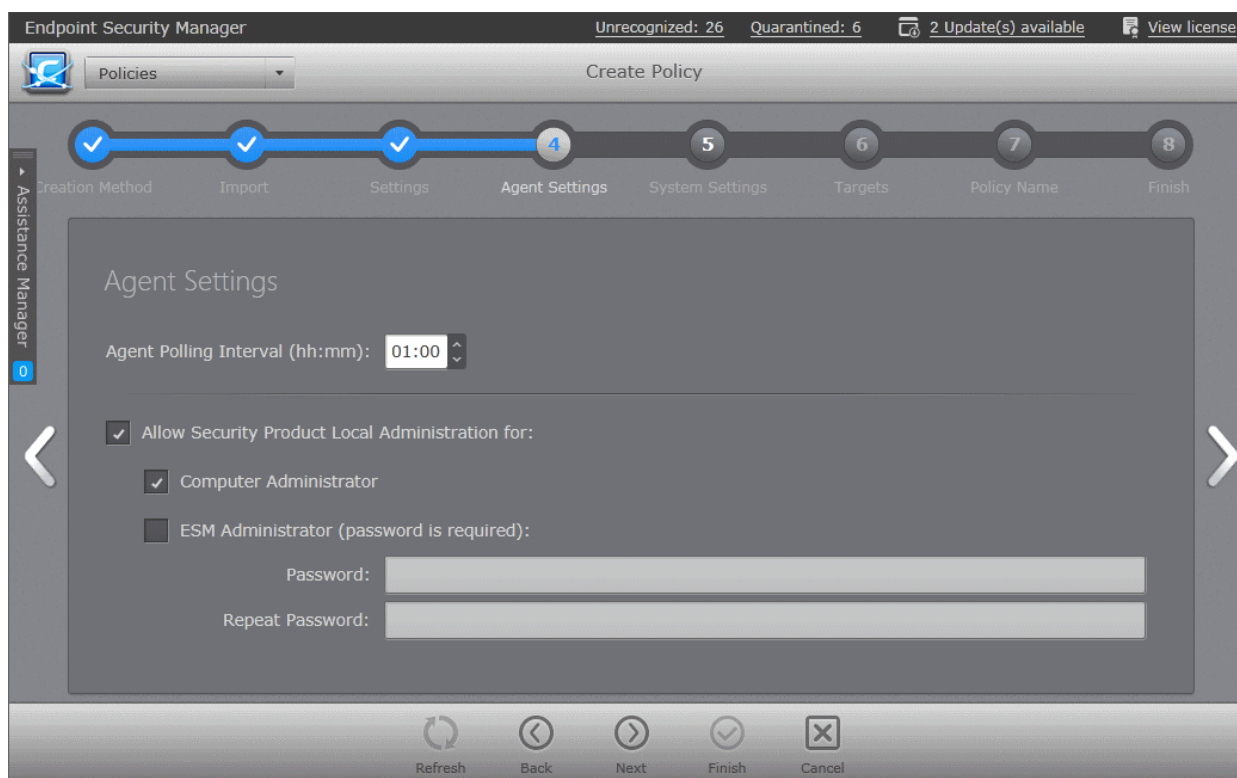 Endpoint Security Manager
Unrecognized: 26
Quarantined: 6
2 Update(s) available
View license
Policies
Create Policy
4
5
6
7
8
Creation Method
Import
Settings
Agent Settings
System Settings
Targets
Policy Name
Finish
Assistance Manager
0
Agent Settings
Agent Polling Interval (hh:mm): 01:00
Allow Security Product Local Administration for:
Computer Administrator
ESM Administrator (password is required):
Password:
Repeat Password:
Refresh
Back
Next
Finish
Cancel